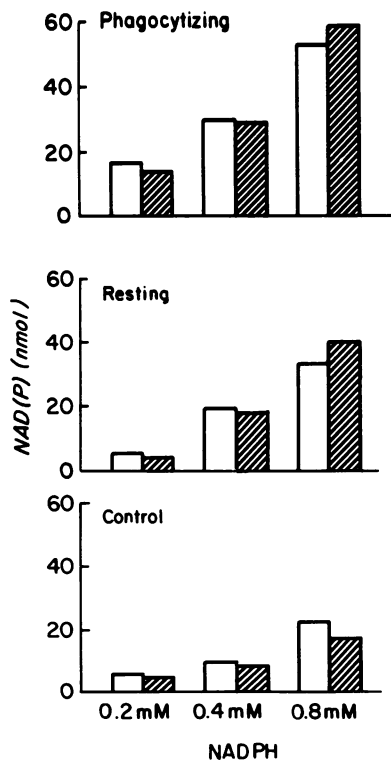 Phagocytizing
60
40
20
0
Resting
60
40
20
0
Control
60
40
20
0
NAD(P) (nmol)
0.2mM 0.4mM 0.8mM
NADPH